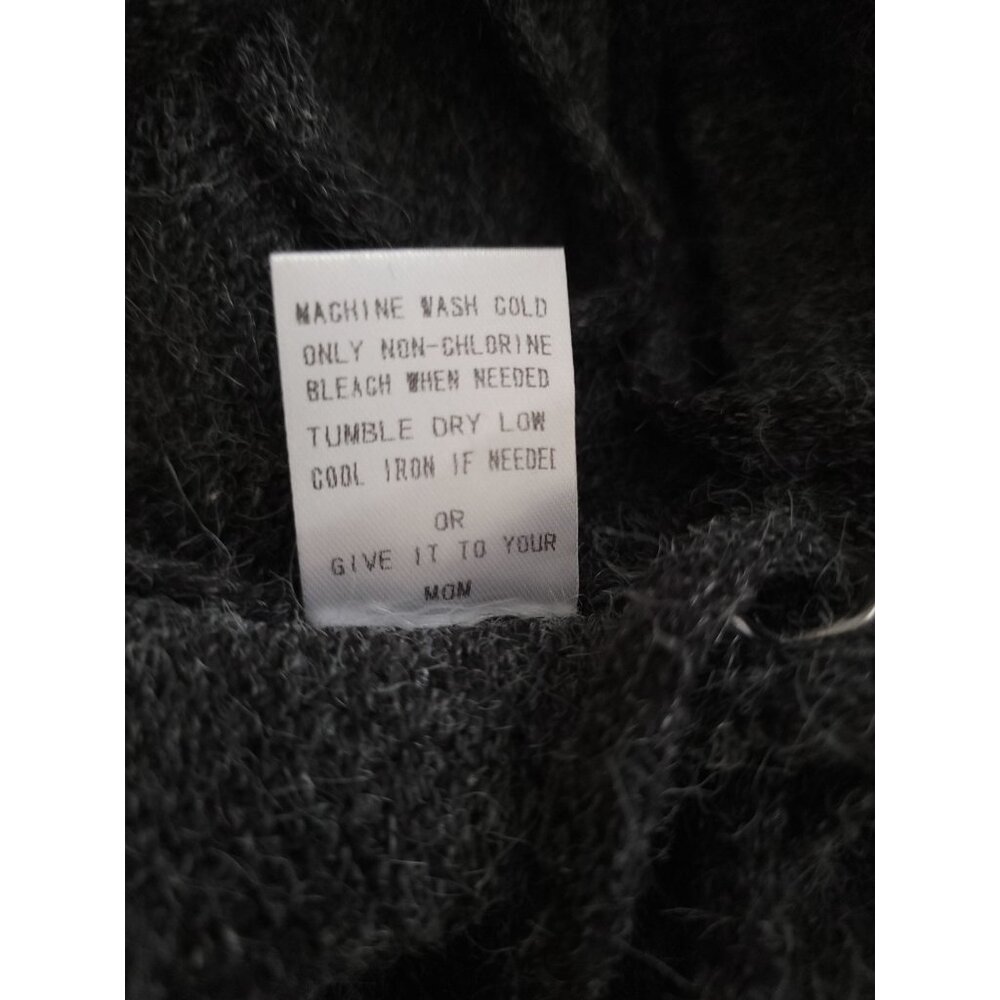 MACHINE WASH COLD
ONLY NON-CHLORINE
BLEACH WHEN NEEDED
TUMBLE DRY LOW
COOL IRON IF NEEDED
OR
GIVE IT TO YOUR
MOM